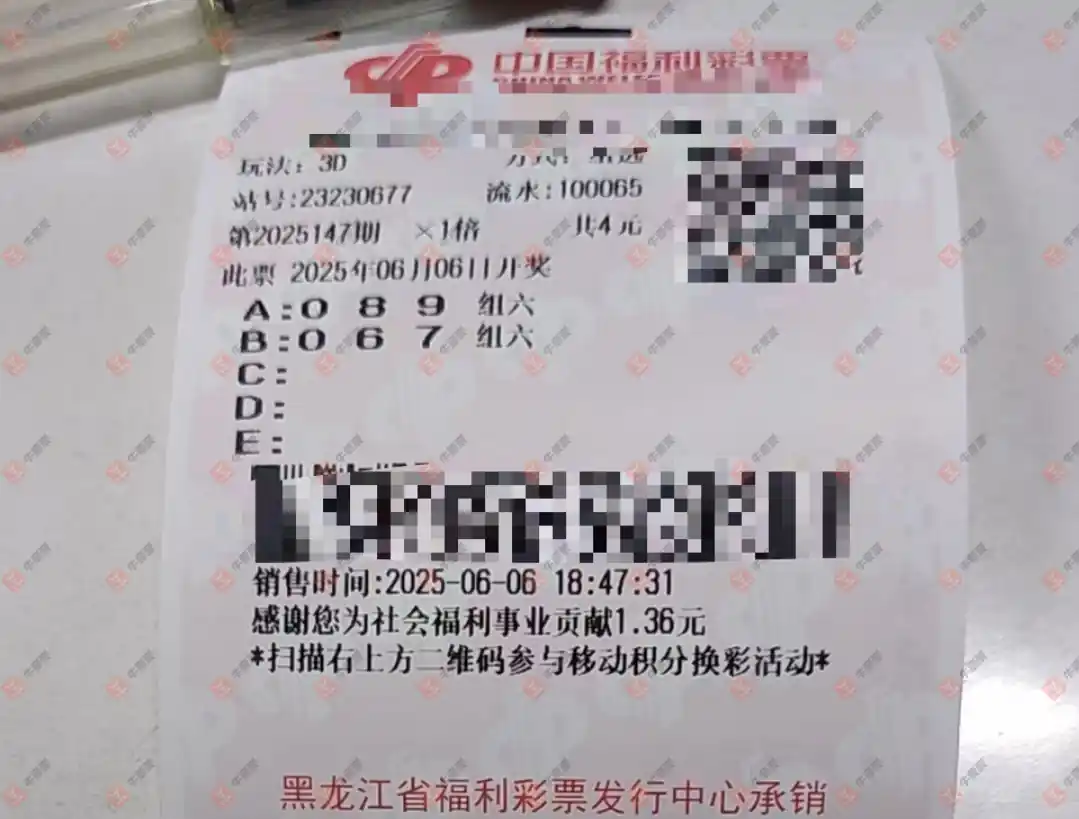 中国福利彩票
玩法：3D
站号:23230677 流水:100065
第2025147期 ×1倍 共4元
此票 2025年06月06日开奖
A:0 8 9 组六
B:0 6 7 组六
C:
D:
E:
销售时间:2025-06-06 18:47:31
感谢您为社会福利事业贡献1.36元
*扫描右上方二维码参与移动积分换彩活动*
黑龙江省福利彩票发行中心承销